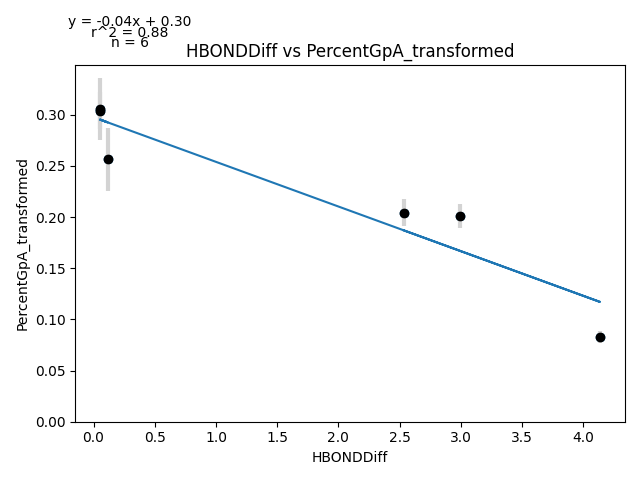 y = -0.04x + 0.30
r^2 = 0.88
n = 6
HBONDDiff vs PercentGpA_transformed
PercentGpA_transformed
0.30
0.25
0.20
0.15
0.10
0.05
0.00
0.0 0.5 1.0 1.5 2.0 2.5 3.0 3.5 4.0
HBONDDiff